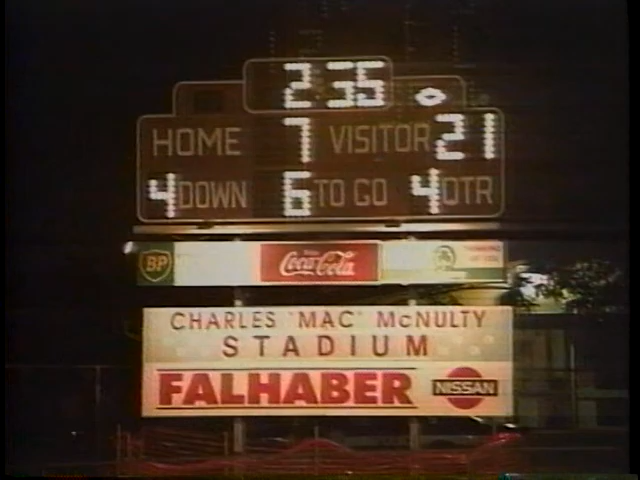 2 35
HOME 7 VISITOR 21
4 DOWN 6 TO GO 4 QTR
BP Coca-Cola
CHARLES "MAC" McNULTY
STADIUM
FALHABER NISSAN